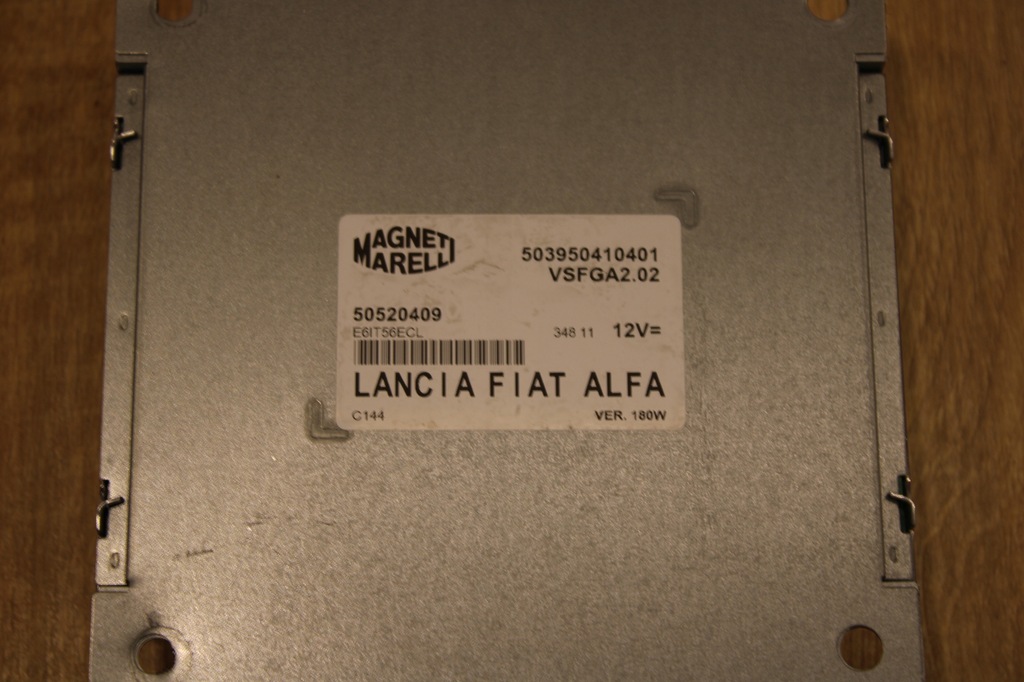 MAGNETI
MARELLI
503950410401
VSFGA2.02
50520409
E6IT56ECL
348 11 12V=
LANCIA FIAT ALFA
C144 VER. 180W